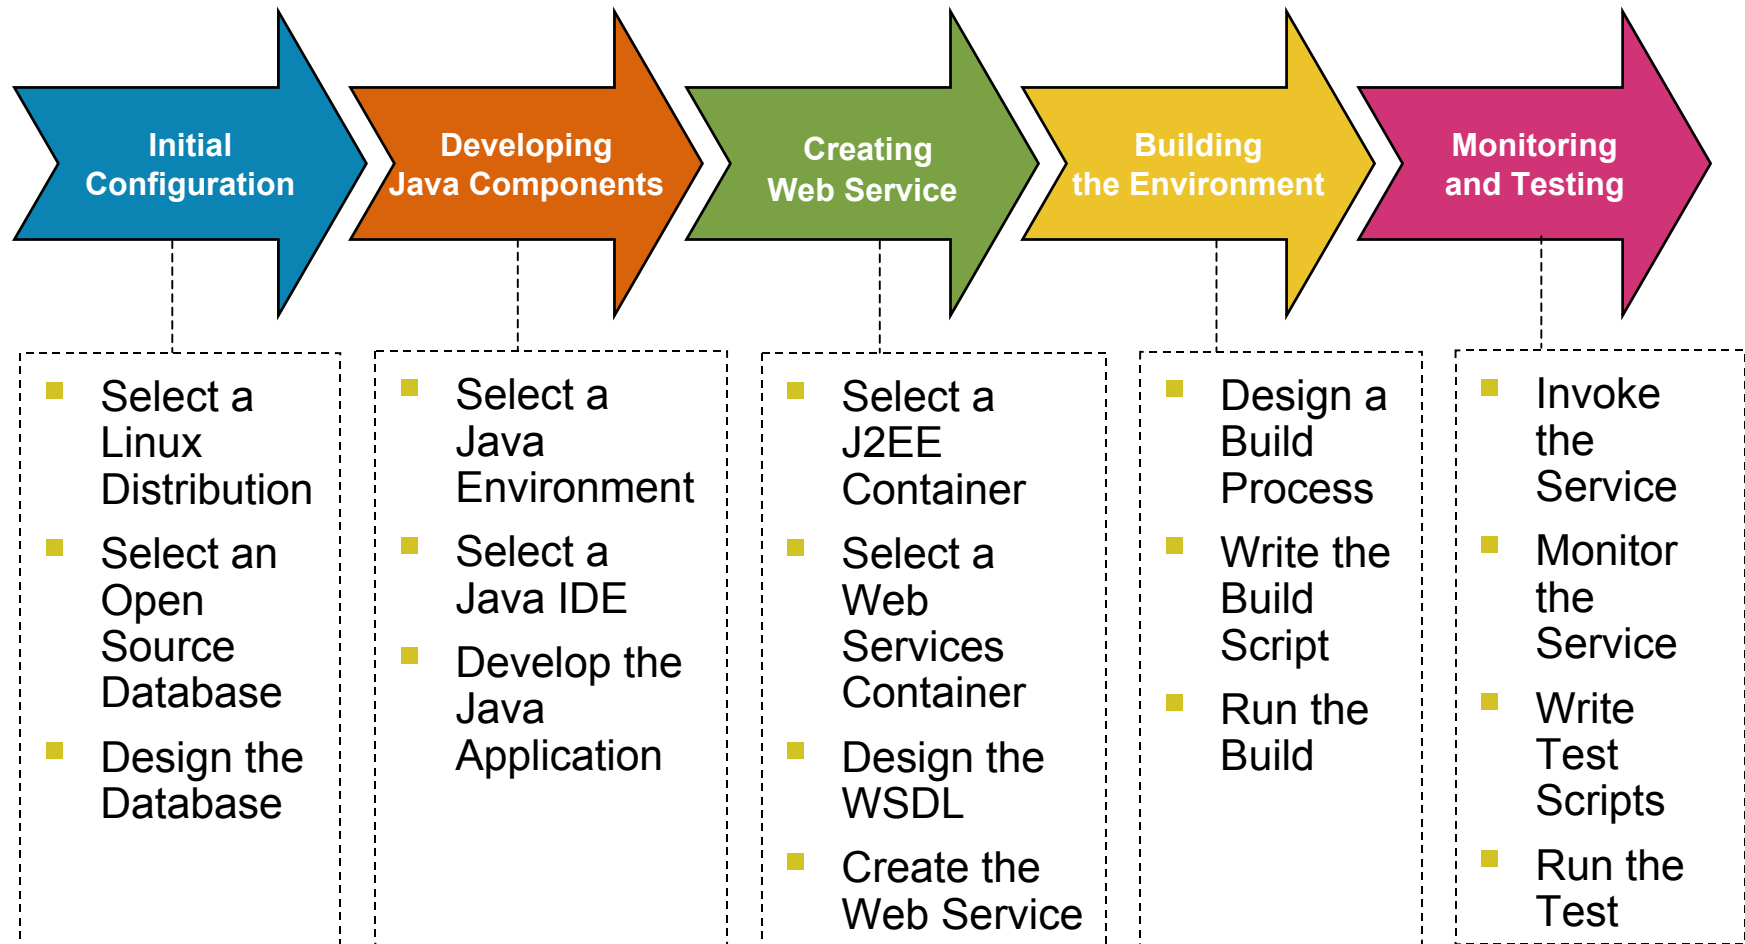 Initial
Configuration
Developing
Java Components
Creating
Web Service
Building
the Environment
Monitoring
and Testing
Select a
Linux
Distribution
Select an
Open
Source
Database
Design the
Database
Select a
Java
Environment
Select a
Java IDE
Develop the
Java
Application
Select a
J2EE
Container
Select a
Web
Services
Container
Design the
WSDL
Create the
Web Service
Design a
Build
Process
Write the
Build
Script
Run the
Build
Invoke
the
Service
Monitor
the
Service
Write
Test
Scripts
Run the
Test